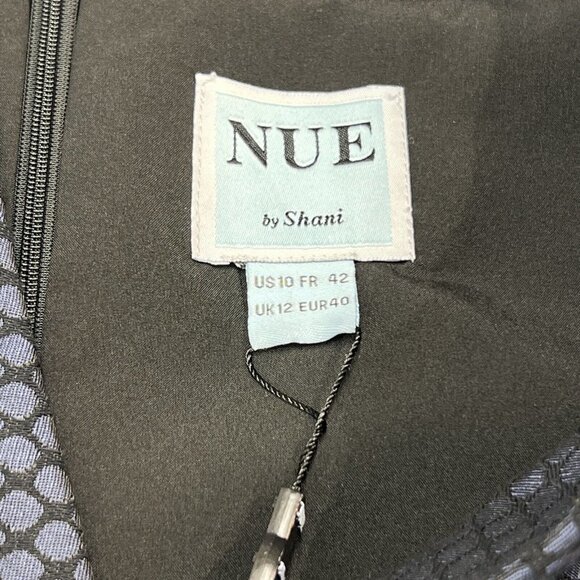 NUE
by Shani
US10 FR 42
UK12 EUR40